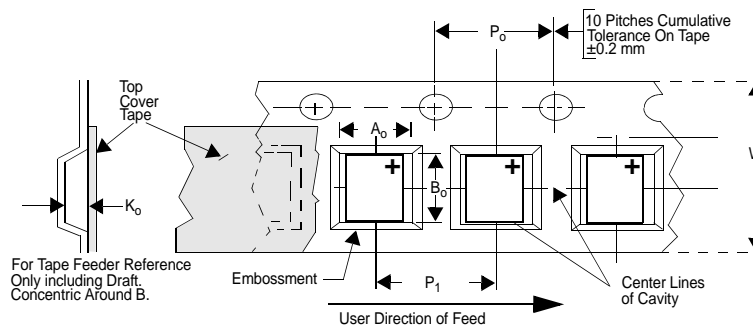 10 Pitches Cumulative
Tolerance On Tape
±0.2 mm
Po
Top
Cover
Tape
Ao
+
+
+
Bo
Ko
For Tape Feeder Reference
Only including Draft.
Concentric Around B.
Embossment
P1
Center Lines
of Cavity
User Direction of Feed